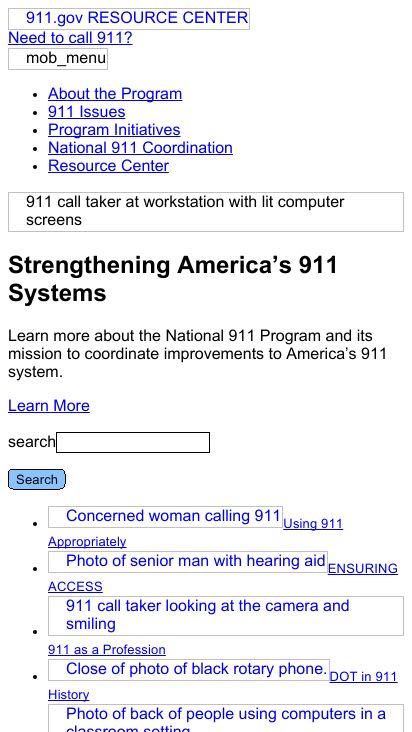 911.gov RESOURCE CENTER
Need to call 911?
mob_menu
About the Program
911 Issues
Program Initiatives
National 911 Coordination
Resource Center
911 call taker at workstation with lit computer
screens
Strengthening America’s 911
Systems
Learn more about the National 911 Program and its
mission to coordinate improvements to America’s 911
system.
Learn More
search
Search
Concerned woman calling 911 Using 911
Appropriately
Photo of senior man with hearing aid ENSURING
ACCESS
911 call taker looking at the camera and
smiling
911 as a Profession
Close of photo of black rotary phone. DOT in 911
History
Photo of back of people using computers in a
classroom setting